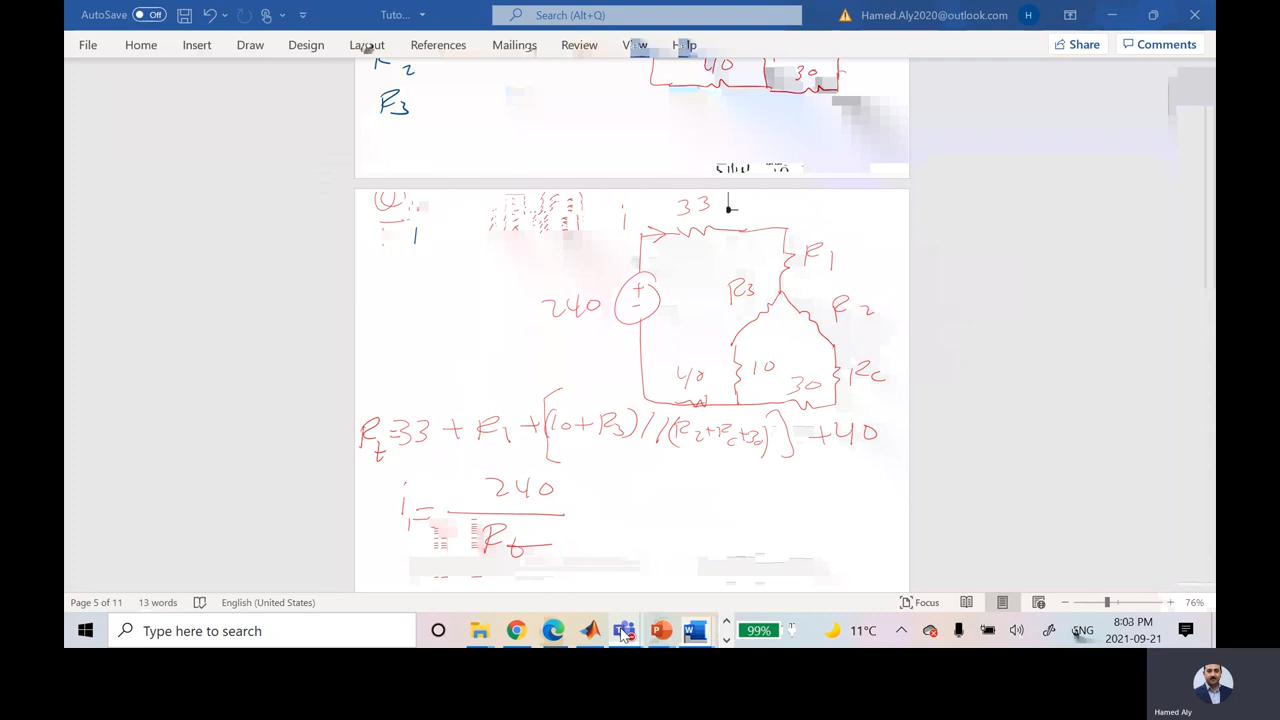 AutoSave Off Tuto... Search (Alt+Q) Hamed.Aly2020@outlook.com H
File Home Insert Draw Design Layout References Mailings Review View Help Share Comments
R2 40 30
R3
i 33
R1
240 + - R3 R2
10 Rc
40 30
Rt = 33 + R1 + [(10 + R3) // (R2 + Rc + 30)] + 40
i1 = 240
Rt
Page 5 of 11 13 words English (United States) Focus 76%
Type here to search 99% 11°C ENG 8:03 PM
2021-09-21
Hamed Aly